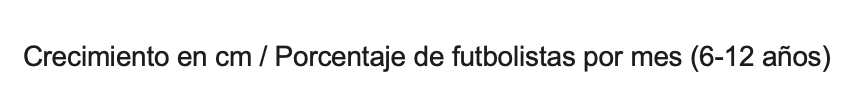 Crecimiento en cm / Porcentaje de futbolistas por mes (6-12 años)